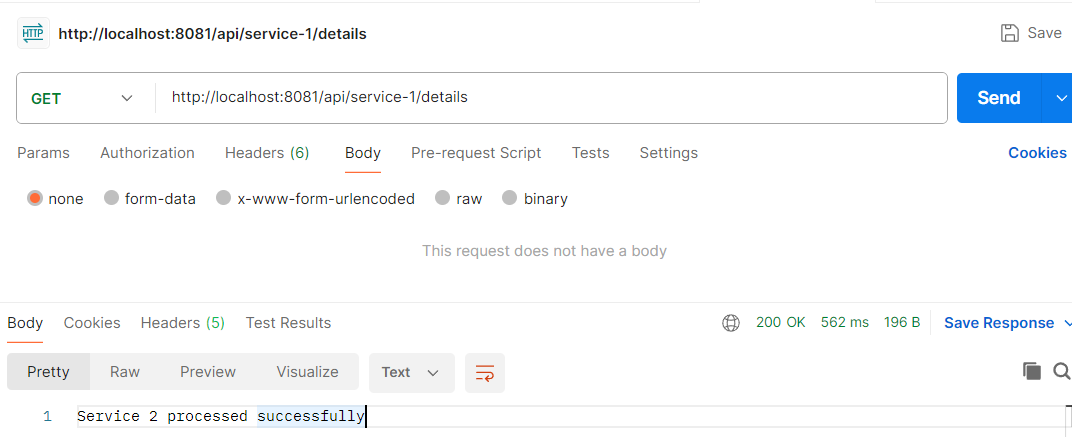 HTTP http://localhost:8081/api/service-1/details Save
GET http://localhost:8081/api/service-1/details Send
Params Authorization Headers (6) Body Pre-request Script Tests Settings Cookies
none form-data x-www-form-urlencoded raw binary
This request does not have a body
Body Cookies Headers (5) Test Results 200 OK 562 ms 196 B Save Response
Pretty Raw Preview Visualize Text
1 Service 2 processed successfully